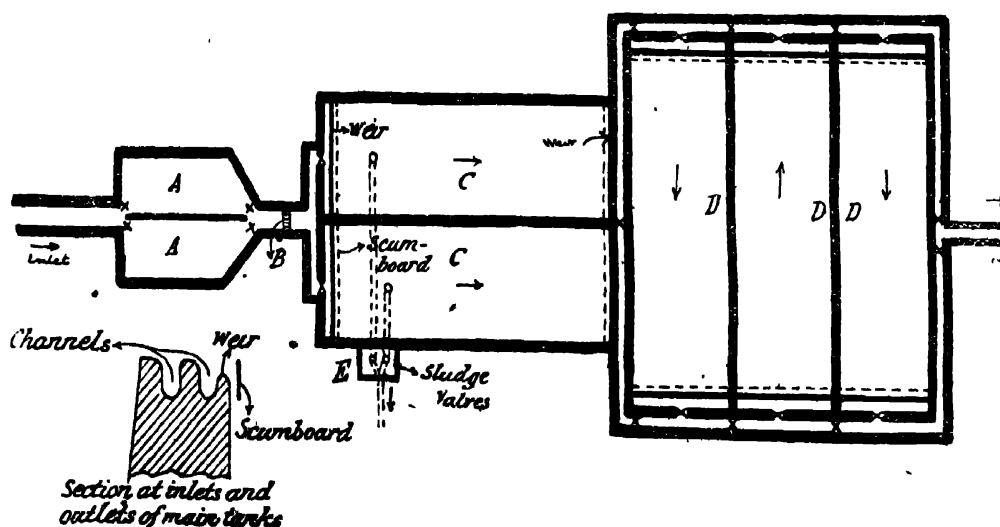 A
A
Inlet
B
Weir
C
Weir
Scum-
board
C
D
D
D
E
Sludge
Valves
Channels
Weir
Scumboard
Section at inlets and
outlets of main tanks